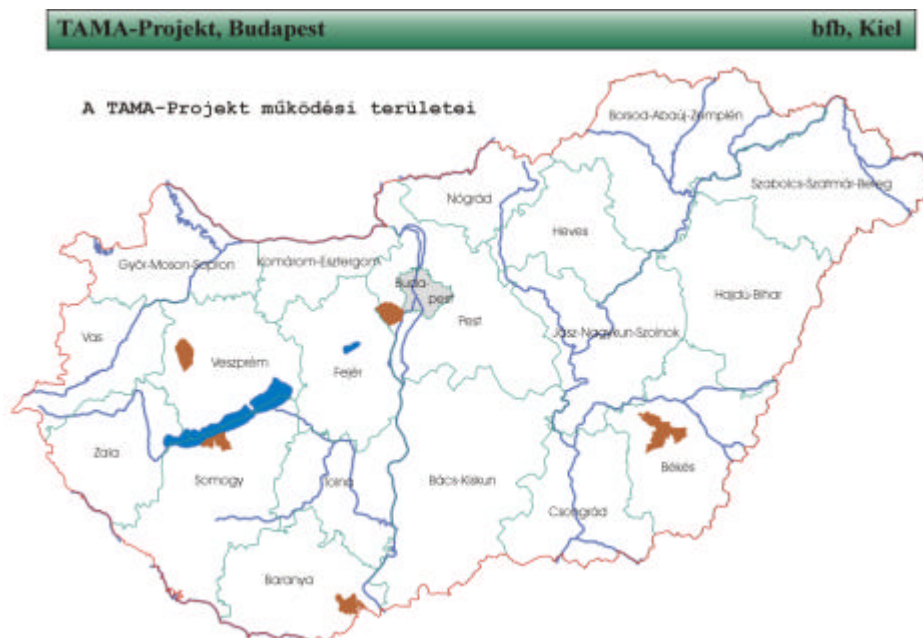 TAMA-Projekt, Budapest bfb, Kiel
A TAMA-Projekt működési területei
Borsod-Abaúj-Zemplén
Szabolcs-Szatmár-Bereg
Nógrád
Heves
Győr-Moson-Sopron
Komárom-Esztergom
Buda-
pest
Hajdú-Bihar
Pest
Jász-Nagykun-Szolnok
Vas
Veszprém
Fejér
Zala
Somogy
Tolna
Bács-Kiskun
Békés
Csongrád
Baranya